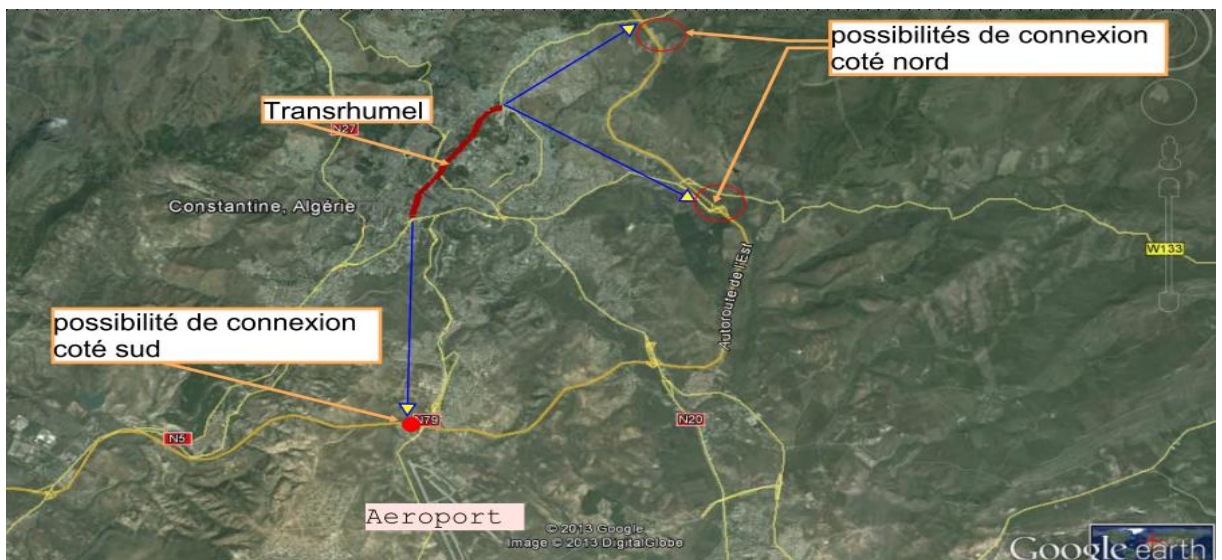 possibilités de connexion
coté nord
Transrhumel
N27
Constantine, Algérie
W133
Autoroute de l'Est
possibilité de connexion
coté sud
N79
N20
N5
Aeroport
© 2013 Google
Image © 2013 DigitalGlobe
Google earth